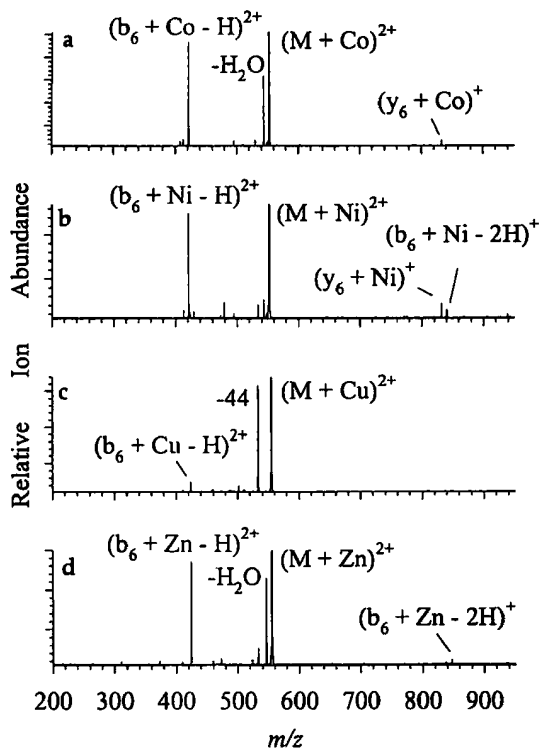 a
(b₆ + Co - H)²⁺
-H₂O
(M + Co)²⁺
(y₆ + Co)⁺
b
(b₆ + Ni - H)²⁺
(M + Ni)²⁺
(b₆ + Ni - 2H)⁺
(y₆ + Ni)⁺
c
-44
(M + Cu)²⁺
(b₆ + Cu - H)²⁺
d
(b₆ + Zn - H)²⁺
-H₂O
(M + Zn)²⁺
(b₆ + Zn - 2H)⁺
Relative Ion Abundance
200 300 400 500 600 700 800 900
m/z